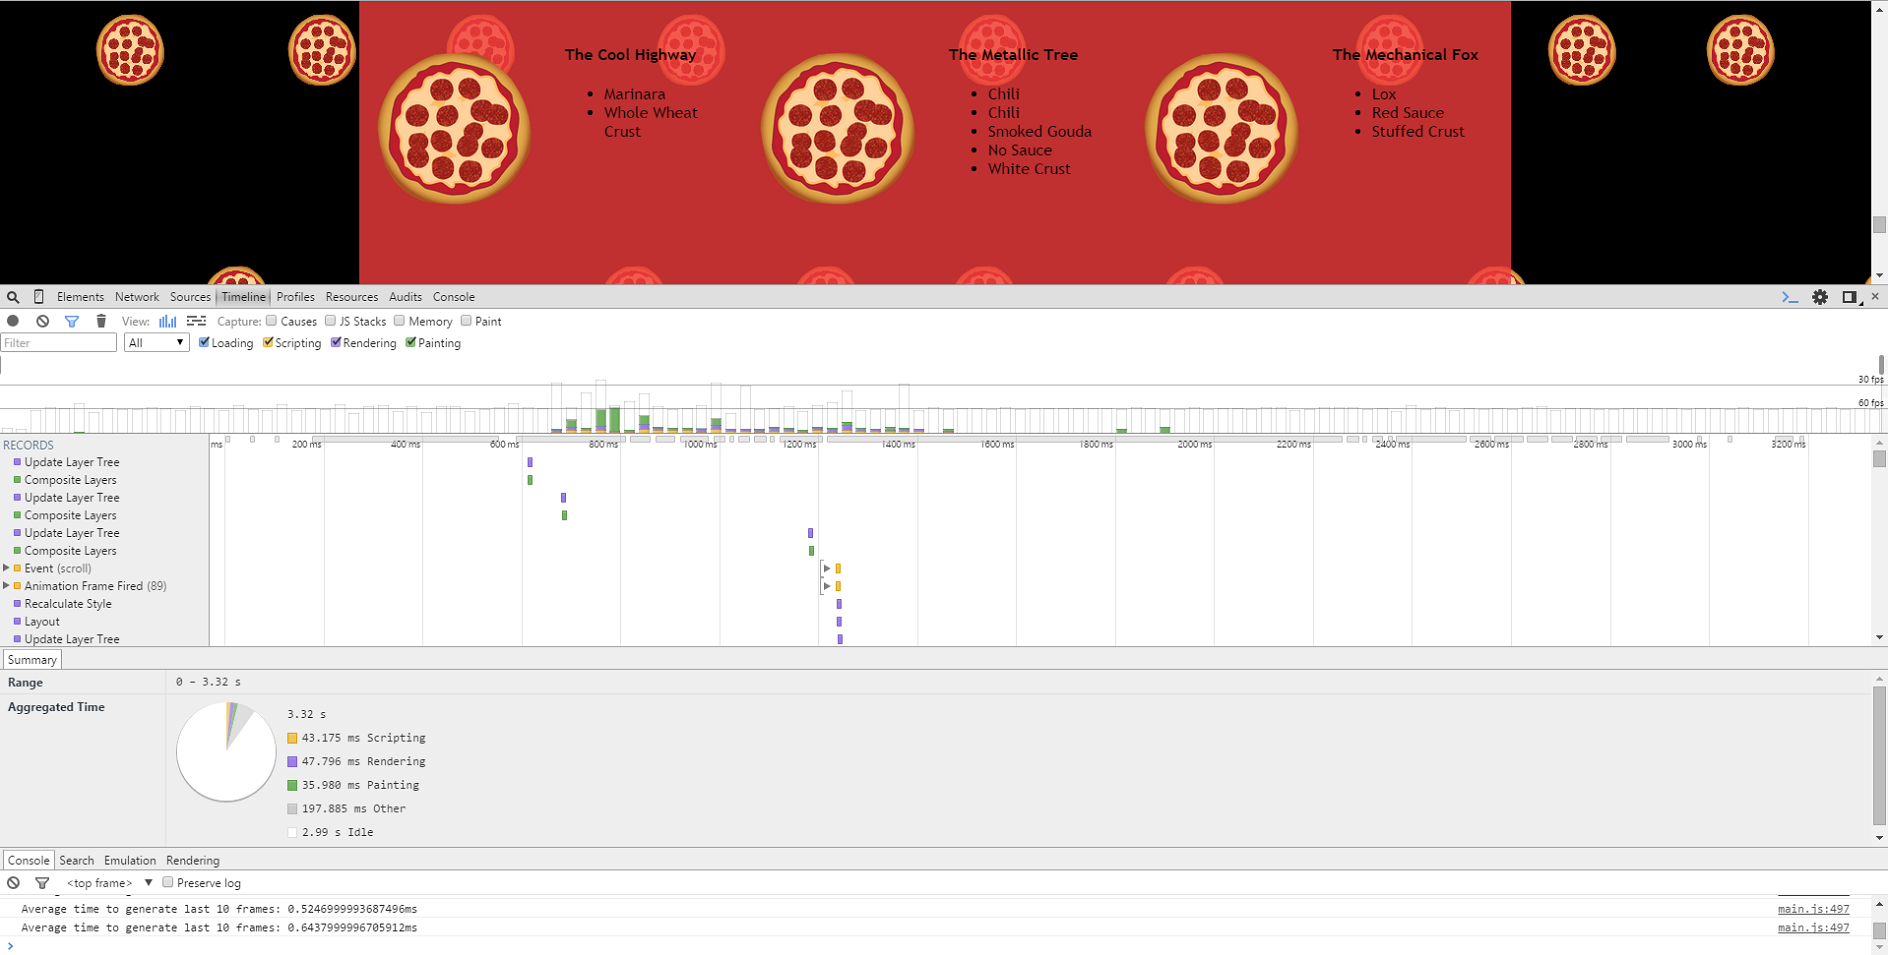 The Cool Highway
Marinara
Whole Wheat
Crust
The Metallic Tree
Chili
Chili
Smoked Gouda
No Sauce
White Crust
The Mechanical Fox
Lox
Red Sauce
Stuffed Crust
Elements Network Sources Timeline Profiles Resources Audits Console
View: Capture: Causes JS Stacks Memory Paint
Filter All Loading Scripting Rendering Painting
30 fps
60 fps
RECORDS ms 200 ms 400 ms 600 ms 800 ms 1000 ms 1200 ms 1400 ms 1600 ms 1800 ms 2000 ms 2200 ms 2400 ms 2600 ms 2800 ms 3000 ms 3200 ms
Update Layer Tree
Composite Layers
Update Layer Tree
Composite Layers
Update Layer Tree
Composite Layers
Event (scroll)
Animation Frame Fired (89)
Recalculate Style
Layout
Update Layer Tree
Summary
Range 0 – 3.32 s
Aggregated Time
3.32 s
43.175 ms Scripting
47.796 ms Rendering
35.980 ms Painting
197.885 ms Other
2.99 s Idle
Console Search Emulation Rendering
<top frame> Preserve log
Average time to generate last 10 frames: 0.5246999993687496ms main.js:497
Average time to generate last 10 frames: 0.6437999996705912ms main.js:497